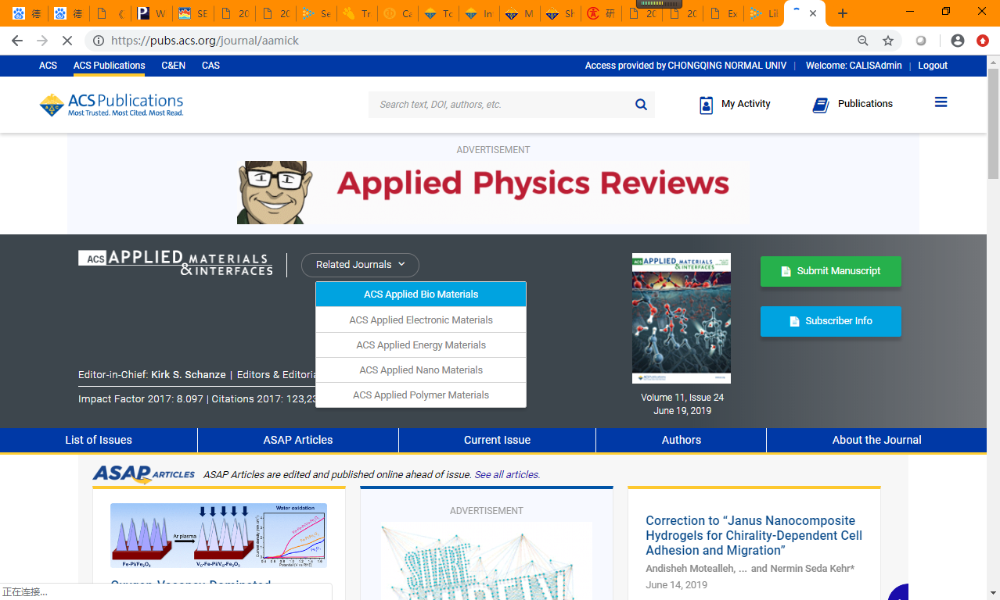 德
德
《
W
SE
20
20
Se
Tr
Ca
To
In
M
Sh
研
20
20
Ex
Lil
https://pubs.acs.org/journal/aamick
ACS
ACS Publications
C&EN
CAS
Access provided by CHONGQING NORMAL UNIV | Welcome: CALISAdmin | Logout
ACS Publications
Most Trusted. Most Cited. Most Read.
Search text, DOI, authors, etc.
My Activity
Publications
ADVERTISEMENT
Applied Physics Reviews
ACS APPLIED MATERIALS
& INTERFACES
Related Journals
ACS Applied Bio Materials
ACS Applied Electronic Materials
ACS Applied Energy Materials
ACS Applied Nano Materials
ACS Applied Polymer Materials
Editor-in-Chief: Kirk S. Schanze | Editors & Editoria
Impact Factor 2017: 8.097 | Citations 2017: 123,23
ACS APPLIED MATERIALS
& INTERFACES
Volume 11, Issue 24
June 19, 2019
Submit Manuscript
Subscriber Info
List of Issues
ASAP Articles
Current Issue
Authors
About the Journal
ASAP ARTICLES
ASAP Articles are edited and published online ahead of issue. See all articles.
Water oxidation
Ar plasma
Fe-Pi/Fe₂O₃
V₀-Fe-Pi/V₀-Fe₂O₃
Potential (V vs RHE)
Oxygen Vacancy-Dominated
ADVERTISEMENT
Correction to “Janus Nanocomposite
Hydrogels for Chirality-Dependent Cell
Adhesion and Migration”
Andisheh Motealleh, ... and Nermin Seda Kehr*
June 14, 2019
正在连接...